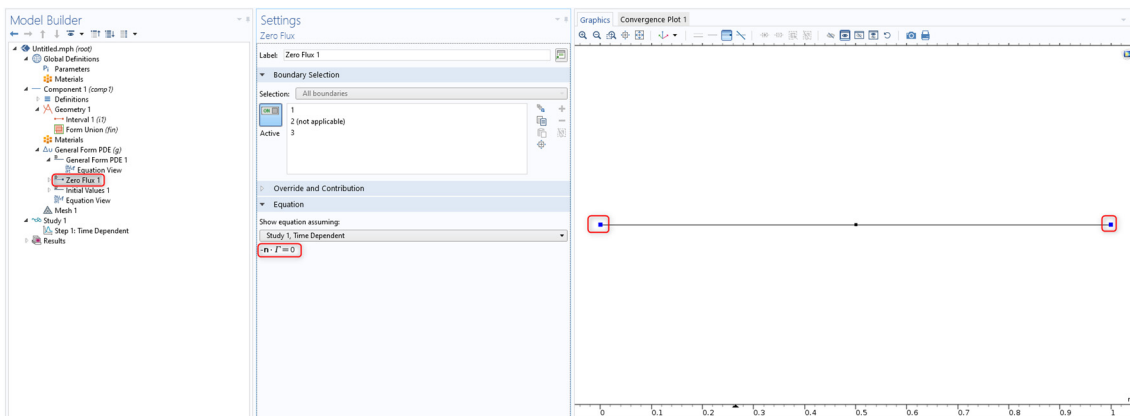 Model Builder
Untitled.mph (root)
Global Definitions
Pi Parameters
Materials
Component 1 (comp1)
Definitions
Geometry 1
Interval 1 (i1)
Form Union (fin)
Materials
Δu General Form PDE (g)
General Form PDE 1
Equation View
Zero Flux 1
Initial Values 1
Equation View
Mesh 1
Study 1
Step 1: Time Dependent
Results
Settings
Zero Flux
Label: Zero Flux 1
Boundary Selection
Selection: All boundaries
Active
1
2 (not applicable)
3
Override and Contribution
Equation
Show equation assuming:
Study 1, Time Dependent
-n · Γ = 0
Graphics Convergence Plot 1
0 0.1 0.2 0.3 0.4 0.5 0.6 0.7 0.8 0.9 1